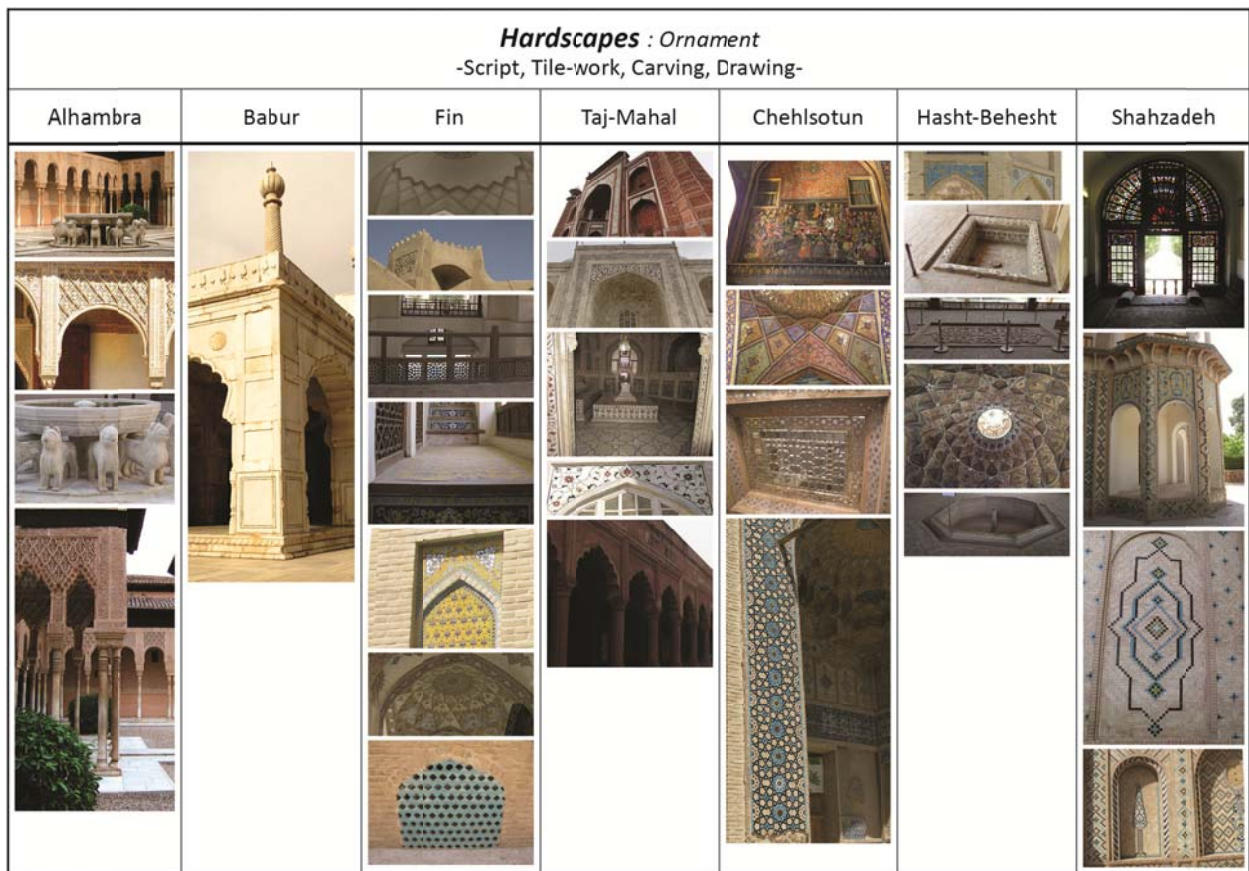 Hardscapes : Ornament
-Script, Tile-work, Carving, Drawing-
Alhambra
Babur
Fin
Taj-Mahal
Chehlsotun
Hasht-Behesht
Shahzadeh